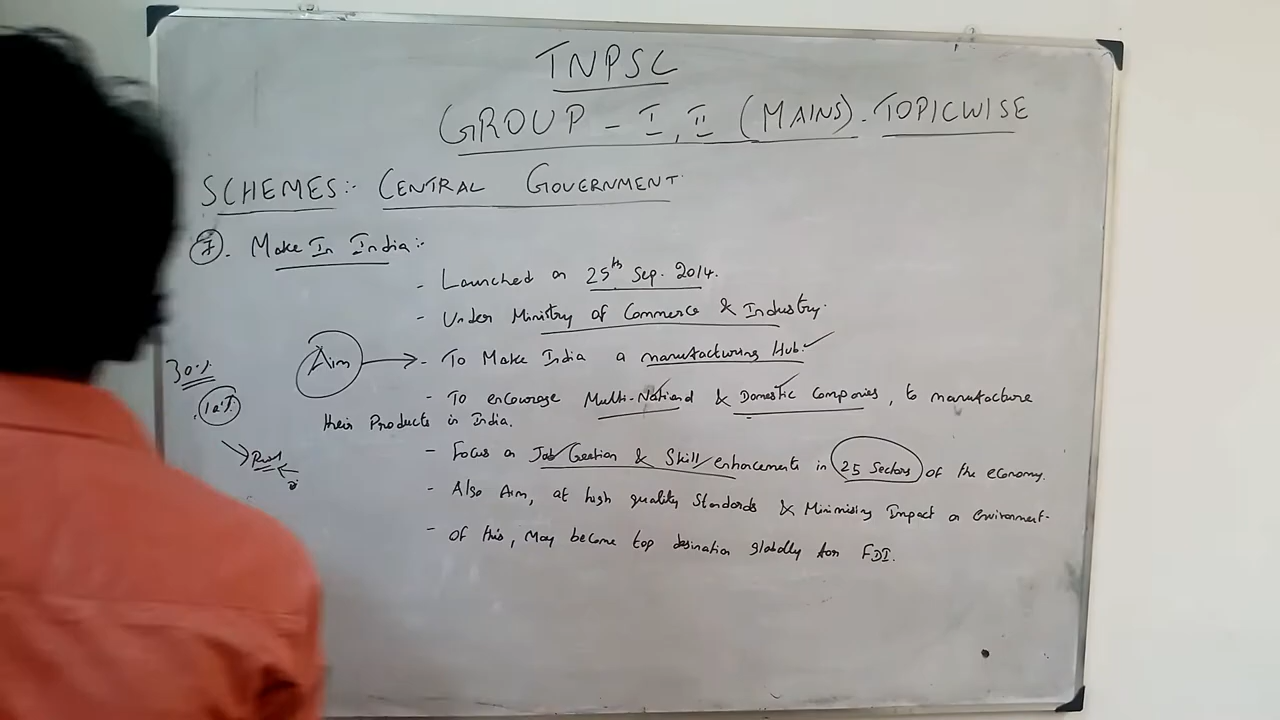 TNPSC
GROUP - I, II (MAINS). TOPICWISE
SCHEMES:- CENTRAL GOVERNMENT
7. Make In India:-
- Launched on 25th Sep. 2014.
- Under Ministry of Commerce & Industry.
Aim → - To Make India a manufacturing Hub.
- To encourage Multi-National & Domestic Companies, to manufacture
their Products in India.
- Focus on Job Creation & Skill enhancements in 25 Sectors of the economy.
- Also Aim, at high quality Standards & Minimising Impact on environment.
- Of this, May become top desination globally for FDI.
30%